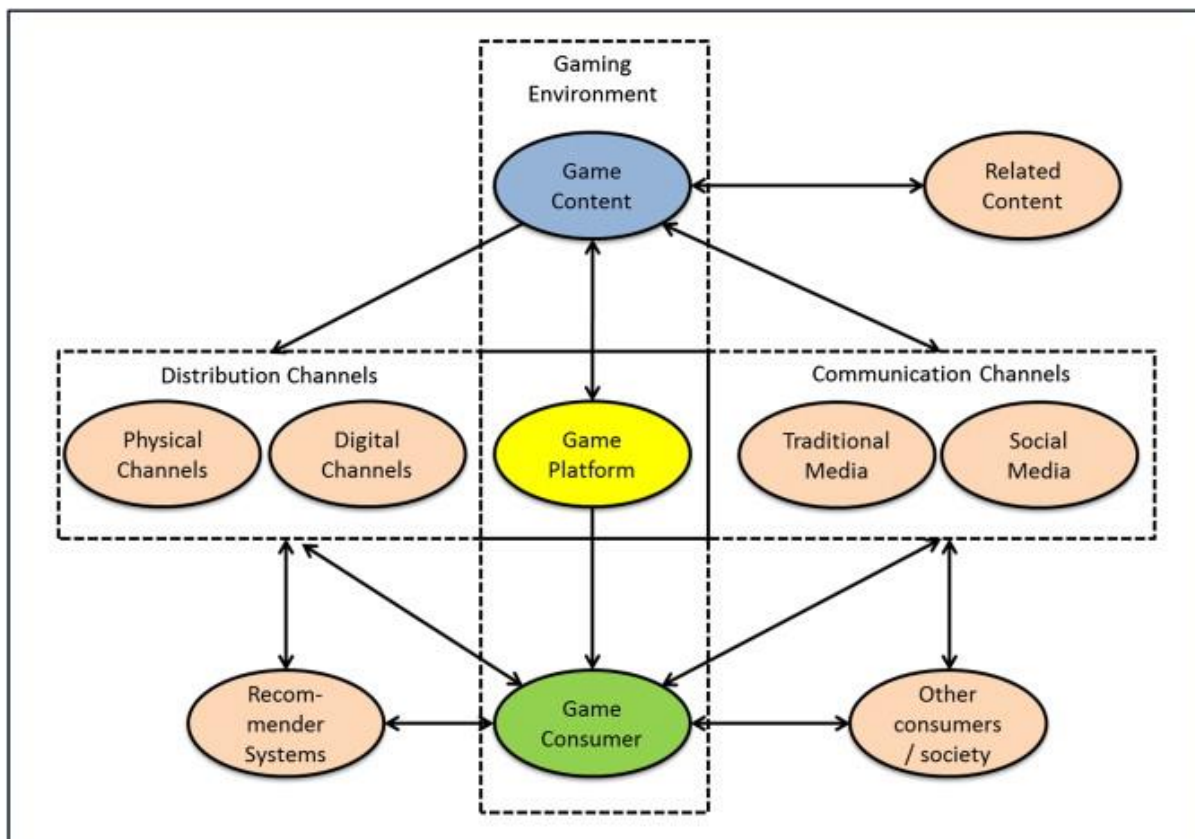 Gaming
Environment
Game
Content
Related
Content
Distribution Channels
Communication Channels
Physical
Channels
Digital
Channels
Game
Platform
Traditional
Media
Social
Media
Recom-
mender
Systems
Game
Consumer
Other
consumers
/ society